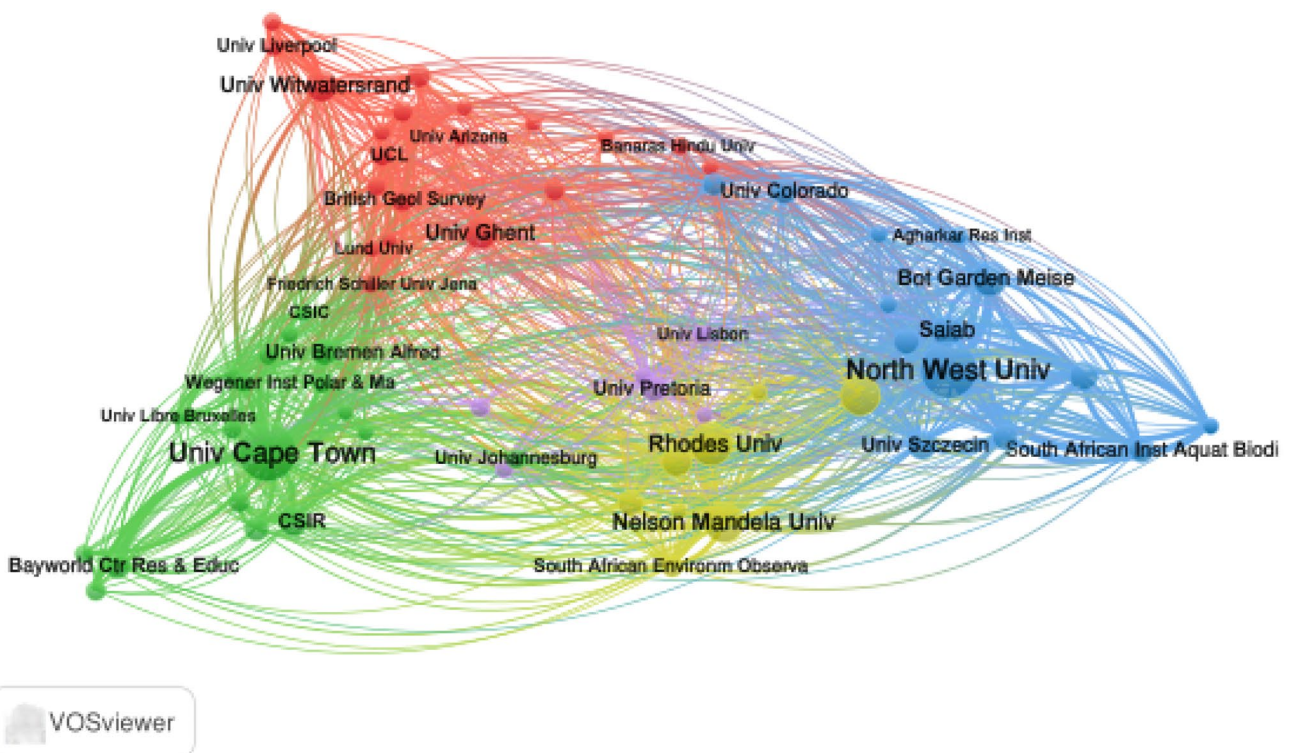 Univ Liverpool
Univ Witwatersrand
Univ Arizona
UCL
Banaras Hindu Univ
Univ Colorado
British Geol Survey
Univ Ghent
Agharkar Res Inst
Lund Univ
Bot Garden Meise
Friedrich Schiller Univ Jena
CSIC
Saiab
Univ Lisbon
Univ Bremen Alfred
North West Univ
Wegener Inst Polar & Ma
Univ Pretoria
Univ Libre Bruxelles
Rhodes Univ
Univ Szczecin
South African Inst Aquat Biodi
Univ Cape Town
Univ Johannesburg
CSIR
Nelson Mandela Univ
Bayworld Ctr Res & Educ
South African Environm Observa
VOSviewer